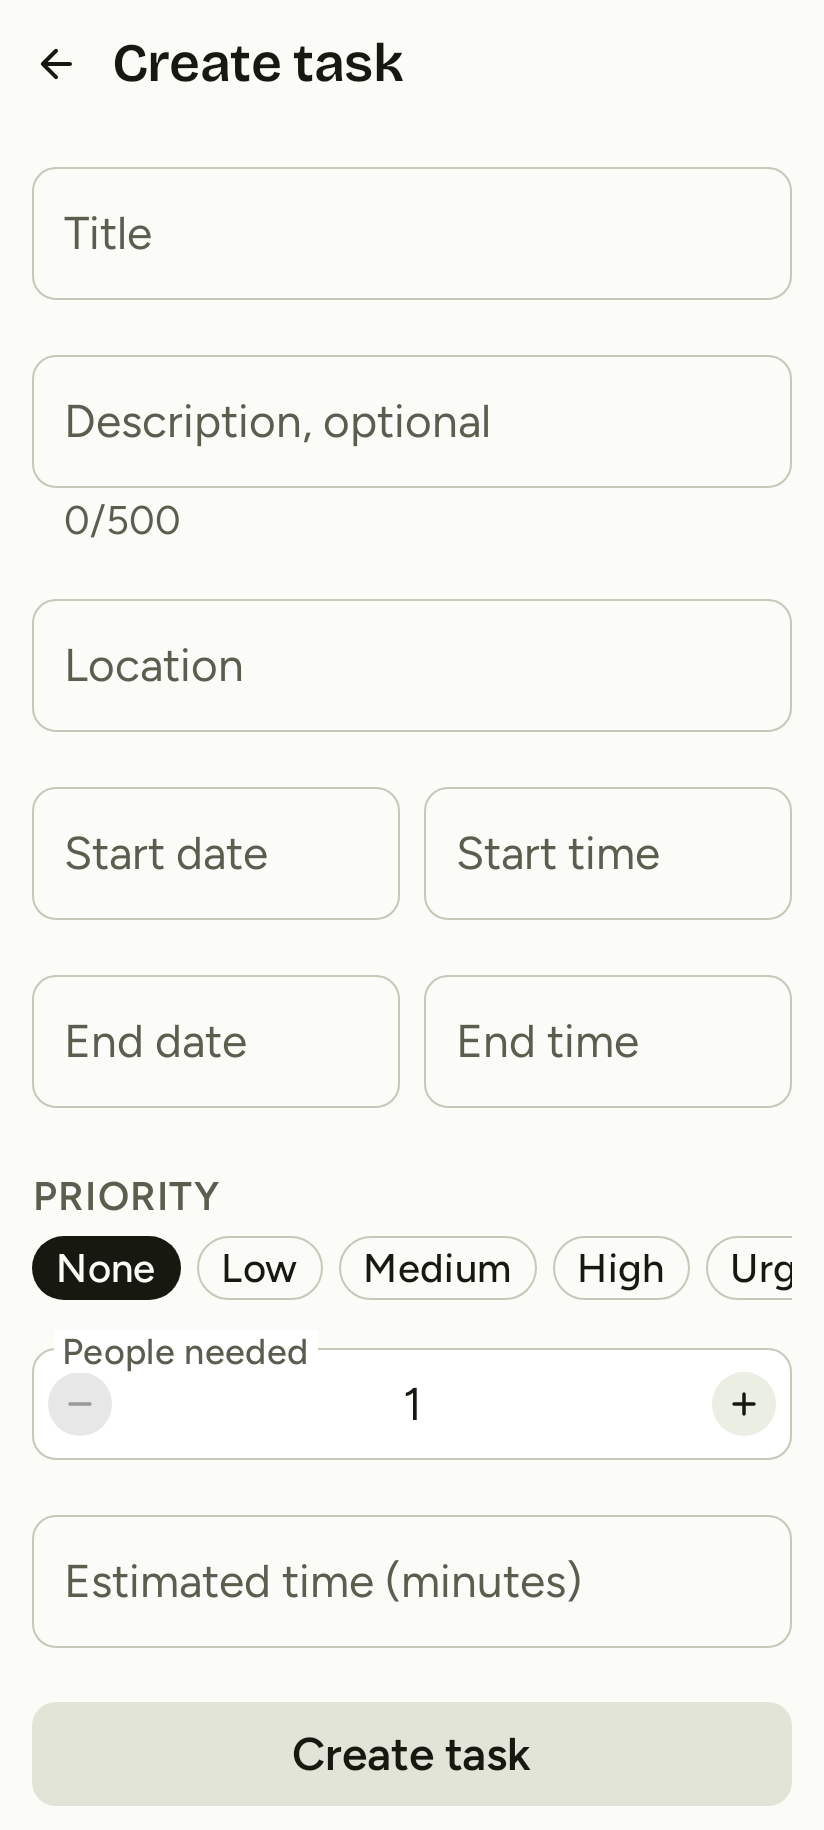 Create task
Title
Description, optional
0/500
Location
Start date
Start time
End date
End time
PRIORITY
None Low Medium High Urg
People needed
1
Estimated time (minutes)
Create task